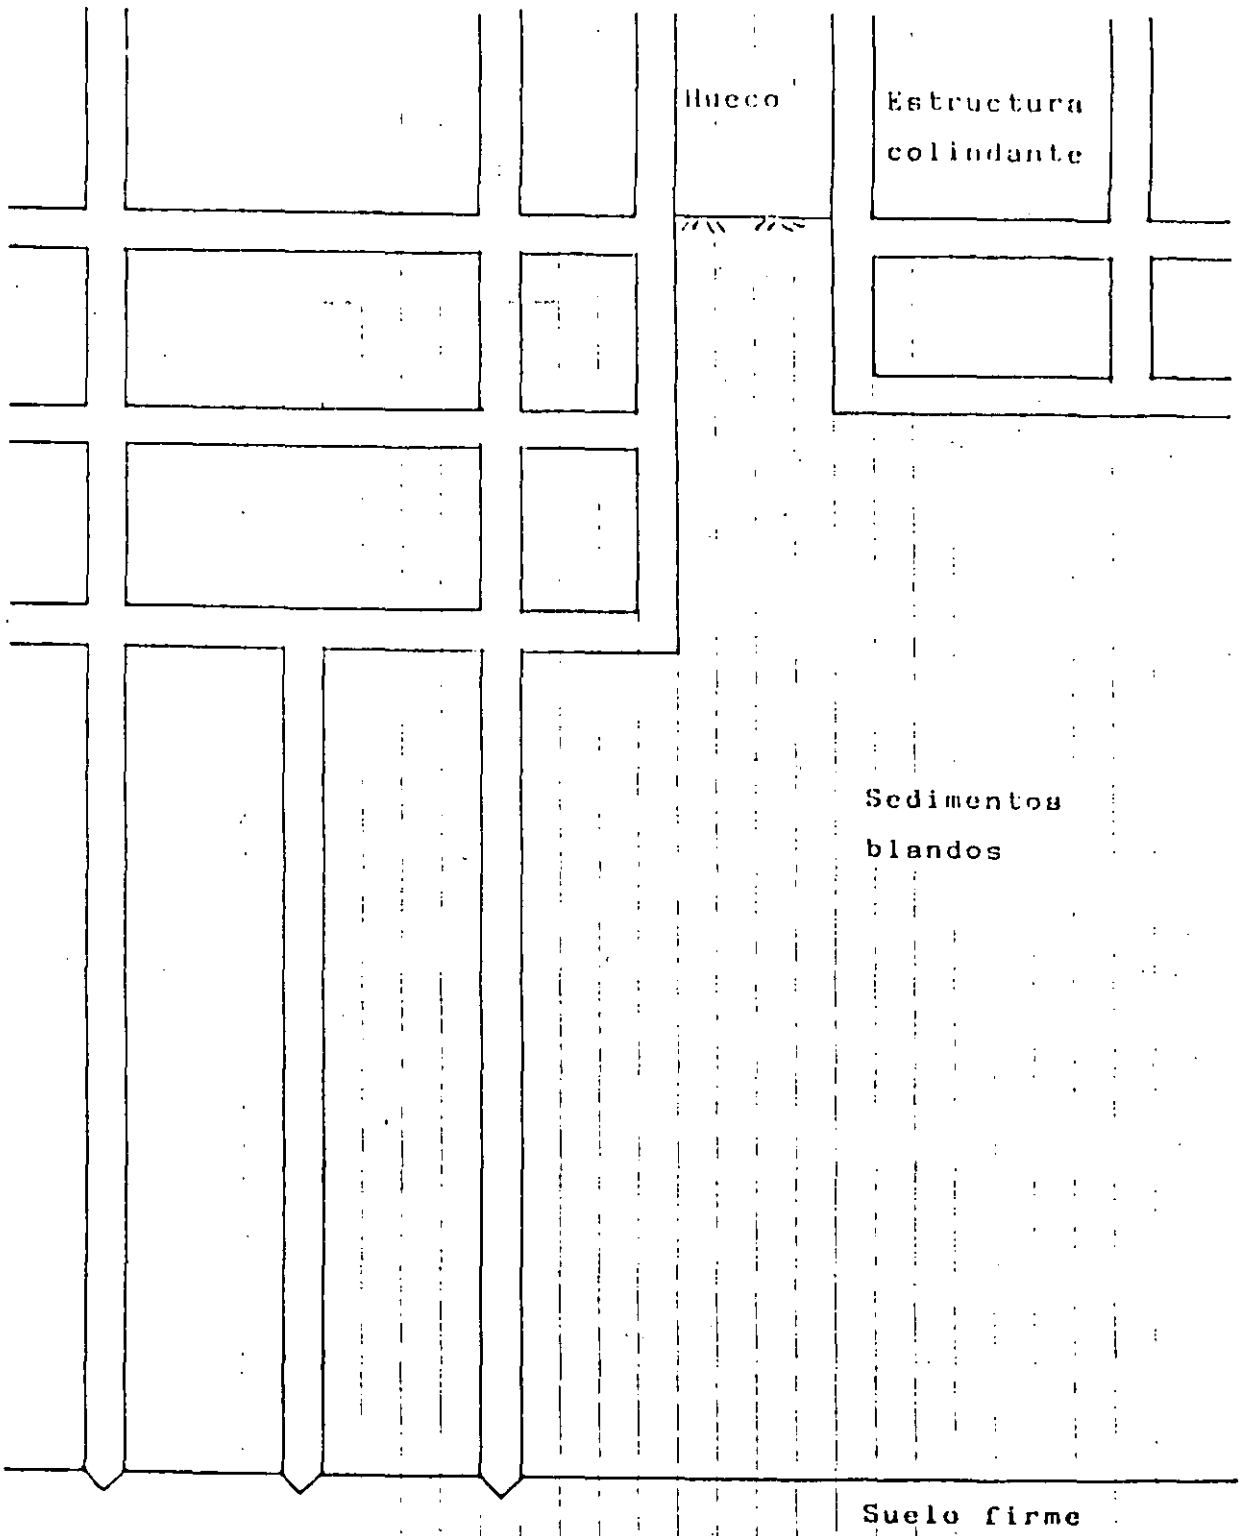 Hueco
Estructura
colindante
Sedimentos
blandos
Suelo firme